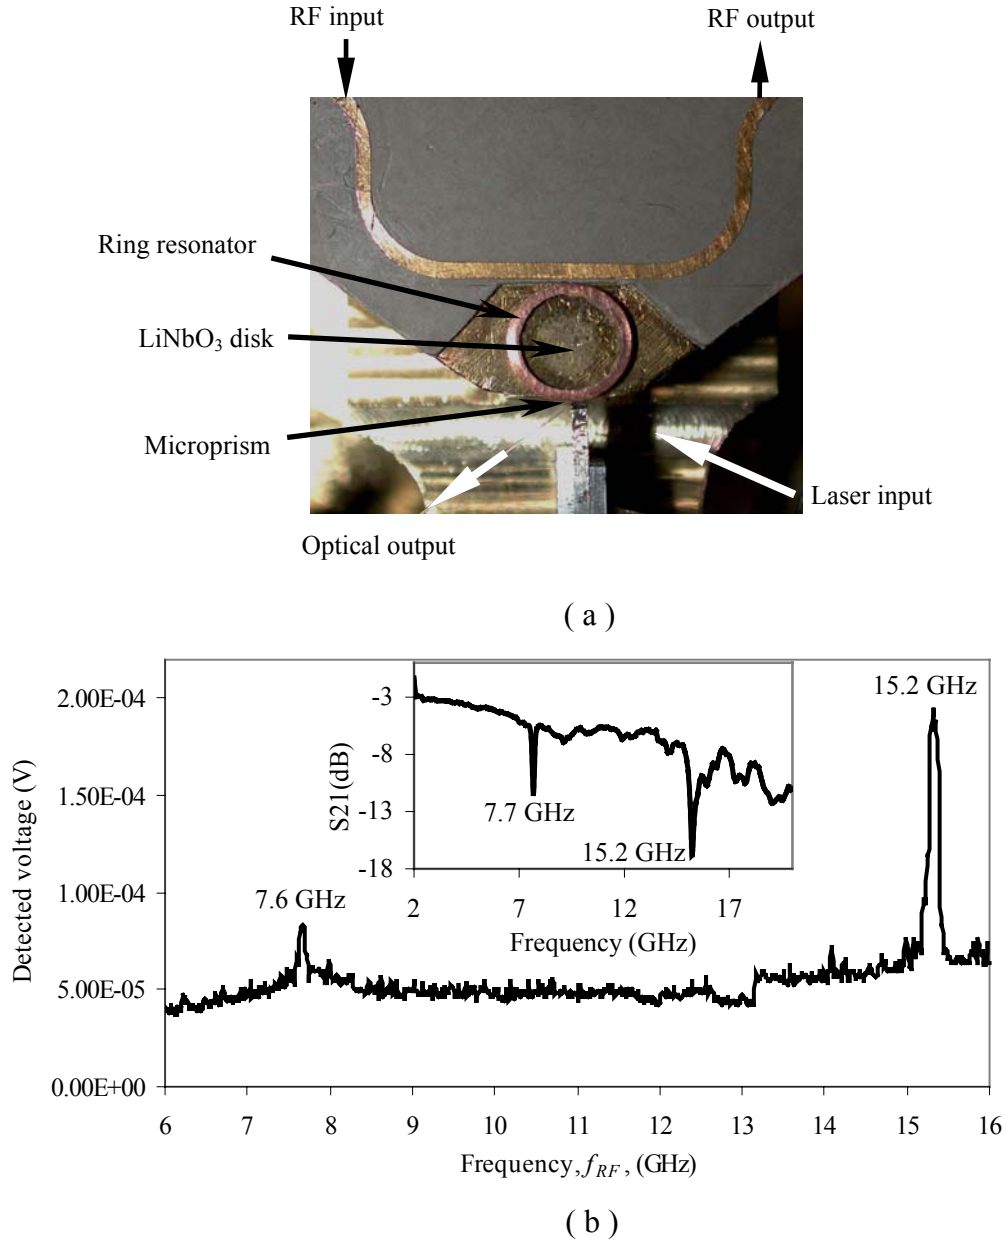 RF input
RF output
Ring resonator
LiNbO3 disk
Microprism
Laser input
Optical output
( a )
2.00E-04
1.50E-04
1.00E-04
5.00E-05
0.00E+00
Detected voltage (V)
7.6 GHz
15.2 GHz
-3
-8
-13
-18
S21(dB)
7.7 GHz
15.2 GHz
2 7 12 17
Frequency (GHz)
6 7 8 9 10 11 12 13 14 15 16
Frequency, fRF , (GHz)
( b )